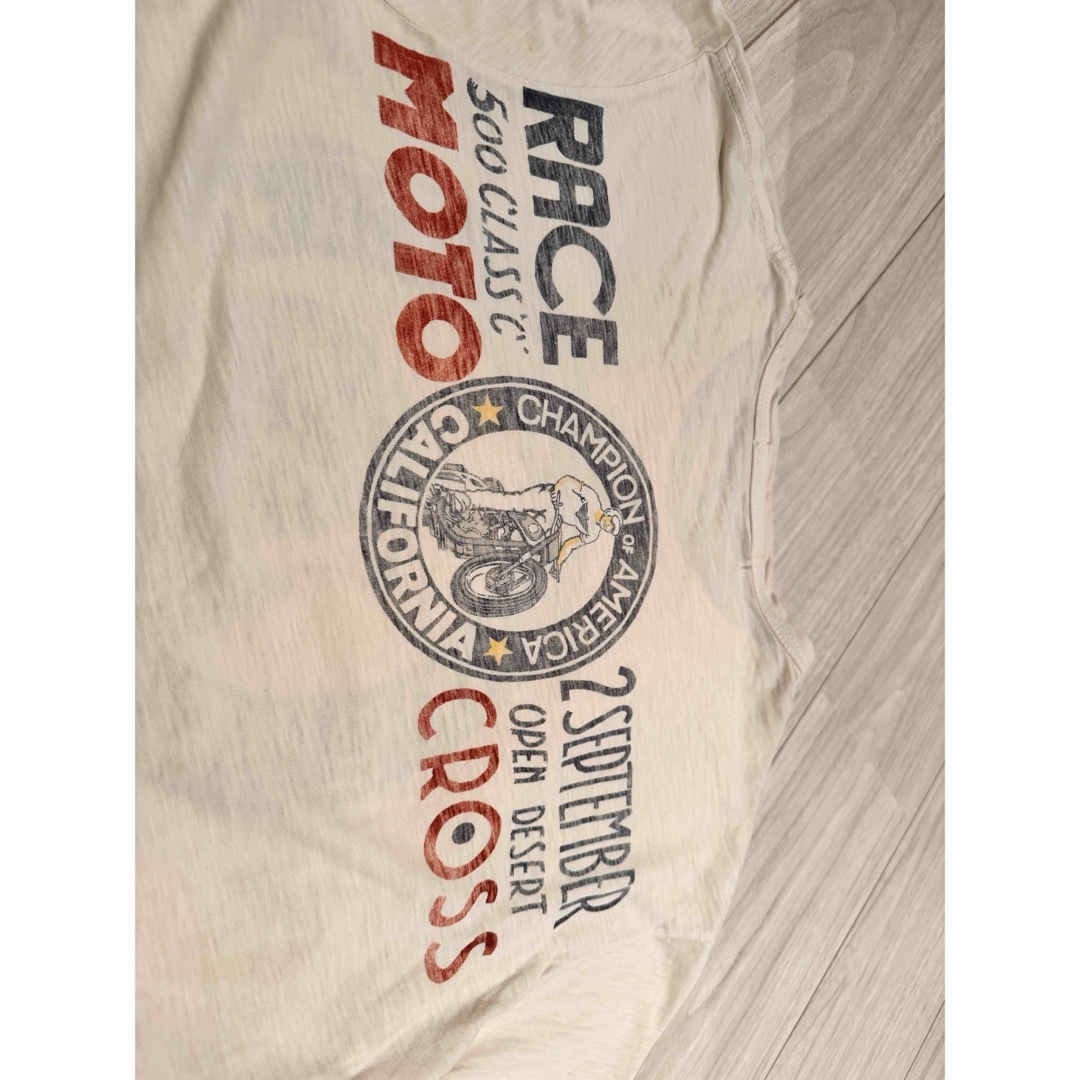 RACE
500 CLASS "C"
MOTO
CHAMPION OF AMERICA
CALIFORNIA
2 SEPTEMBER
OPEN DESERT
CROSS